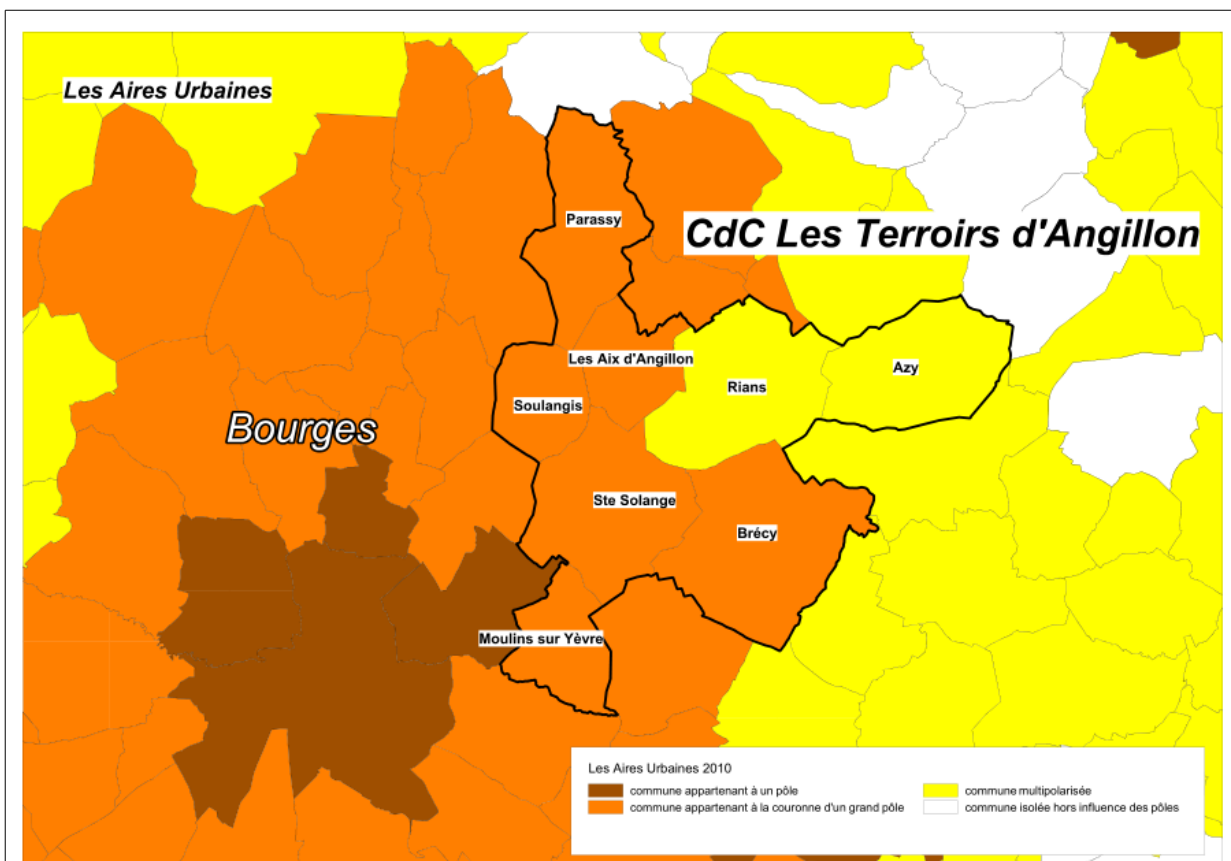 Les Aires Urbaines
Parassy
CdC Les Terroirs d'Angillon
Les Aix d'Angillon
Rians
Azy
Soulangis
Bourges
Ste Solange
Brécy
Moulins sur Yèvre
Les Aires Urbaines 2010
commune appartenant à un pôle
commune appartenant à la couronne d'un grand pôle
commune multipolarisée
commune isolée hors influence des pôles